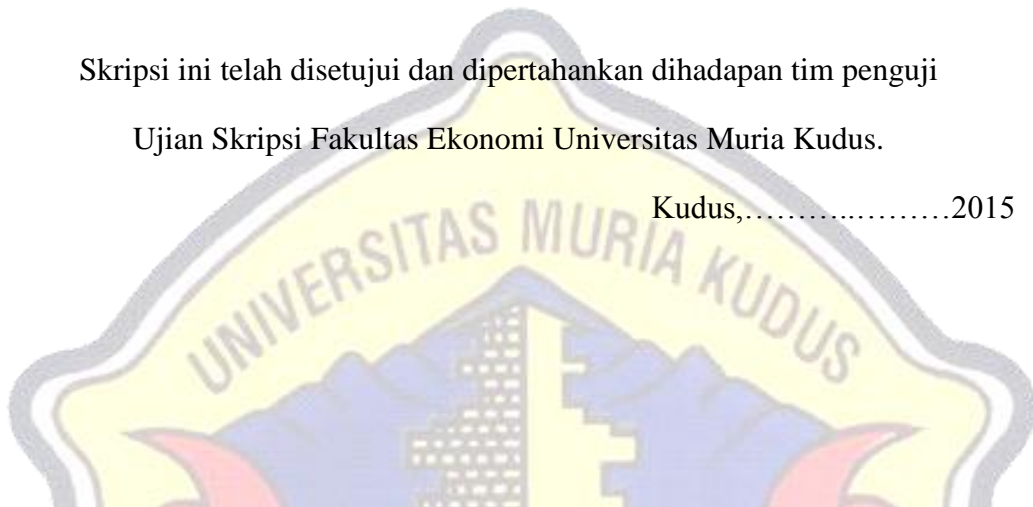 Skripsi ini telah disetujui dan dipertahankan dihadapan tim penguji
Ujian Skripsi Fakultas Ekonomi Universitas Muria Kudus.
Kudus,………..………2015
UNIVERSITAS MURIA KUDUS